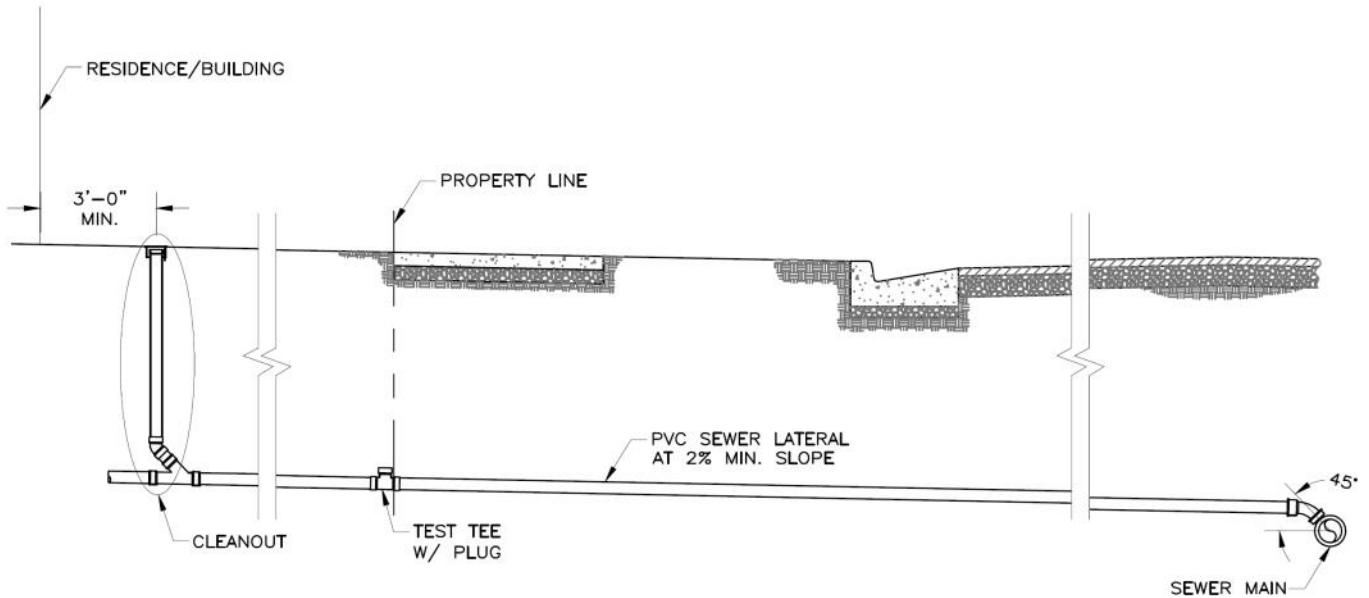 RESIDENCE/BUILDING
3'-0"
MIN.
PROPERTY LINE
PVC SEWER LATERAL
AT 2% MIN. SLOPE
45°
CLEANOUT
TEST TEE
W/ PLUG
SEWER MAIN